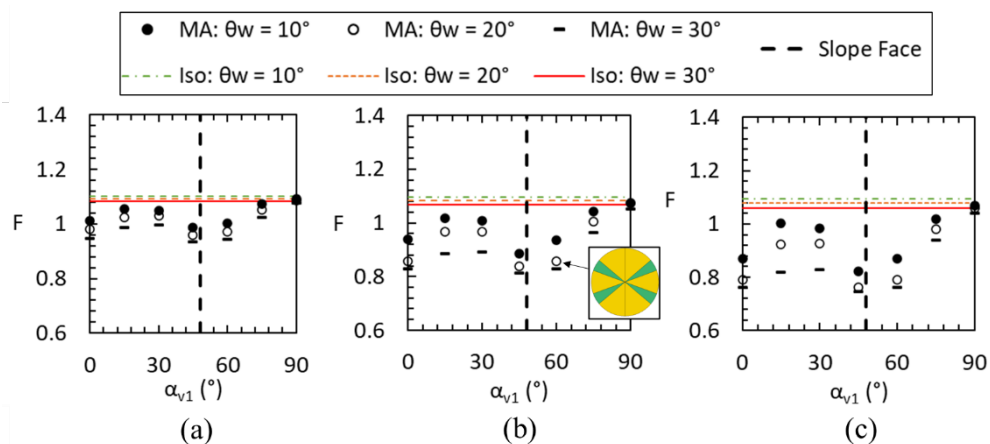 MA: θw = 10° MA: θw = 20° MA: θw = 30° Slope Face
Iso: θw = 10° Iso: θw = 20° Iso: θw = 30°
1.4 1.4 1.4
1.2 1.2 1.2
F 1 F 1 F 1
0.8 0.8 0.8
0.6 0.6 0.6
0 30 60 90 0 30 60 90 0 30 60 90
αv1 (°) αv1 (°) αv1 (°)
(a) (b) (c)